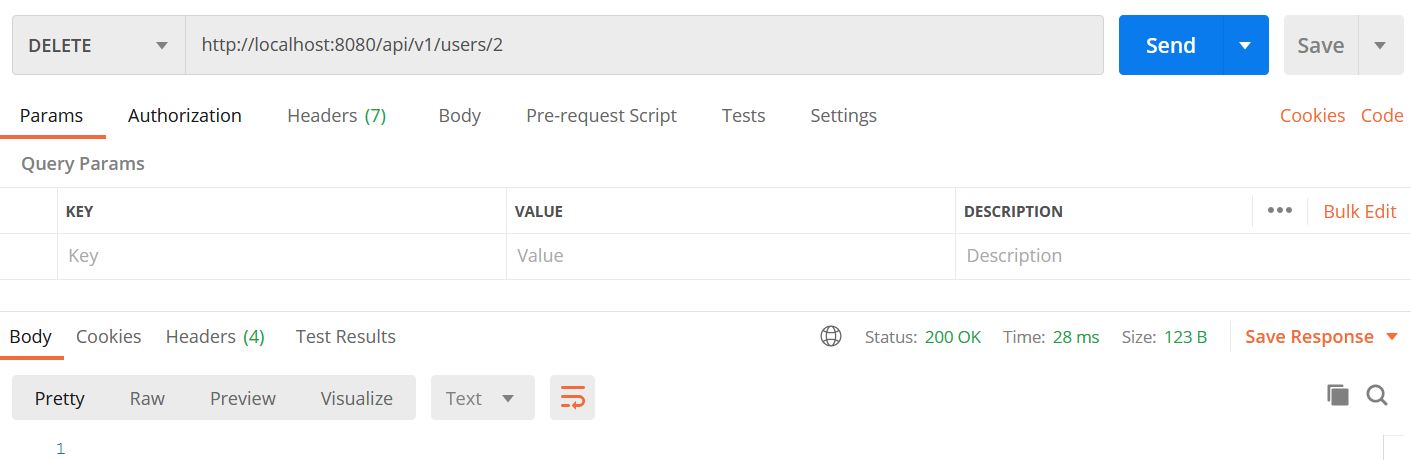 DELETE http://localhost:8080/api/v1/users/2 Send Save
Params Authorization Headers (7) Body Pre-request Script Tests Settings Cookies Code
Query Params
KEY VALUE DESCRIPTION ••• Bulk Edit
Key Value Description
Body Cookies Headers (4) Test Results Status: 200 OK Time: 28 ms Size: 123 B Save Response
Pretty Raw Preview Visualize Text
1